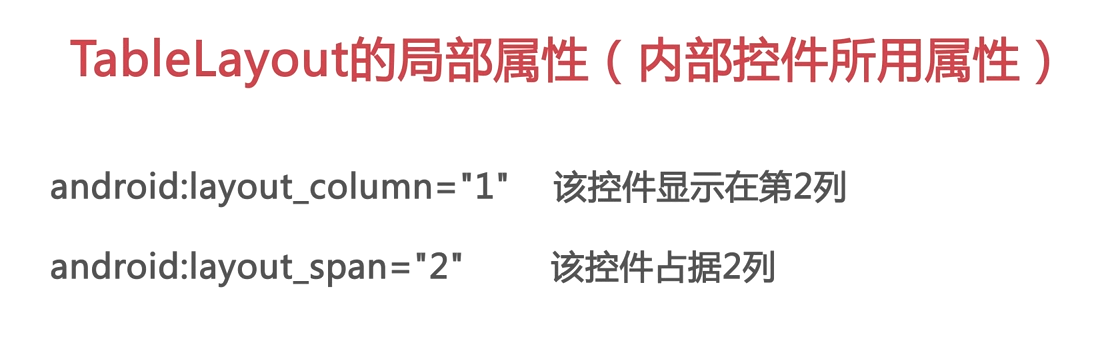 TableLayout的局部属性（内部控件所用属性）
android:layout_column="1" 该控件显示在第2列
android:layout_span="2" 该控件占据2列